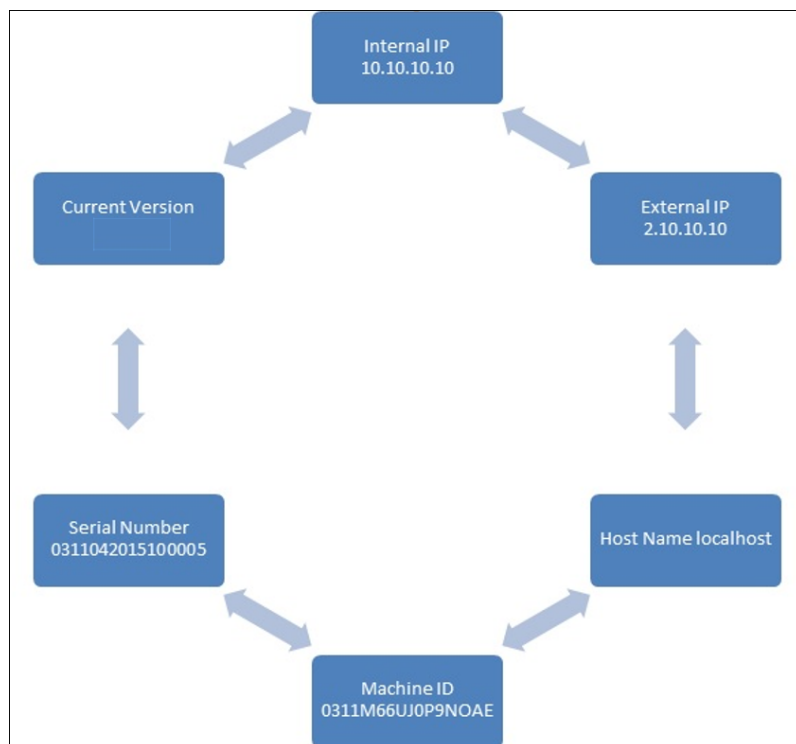 Internal IP
10.10.10.10
Current Version
External IP
2.10.10.10
Serial Number
0311042015100005
Host Name localhost
Machine ID
0311M66UJ0P9NOAE